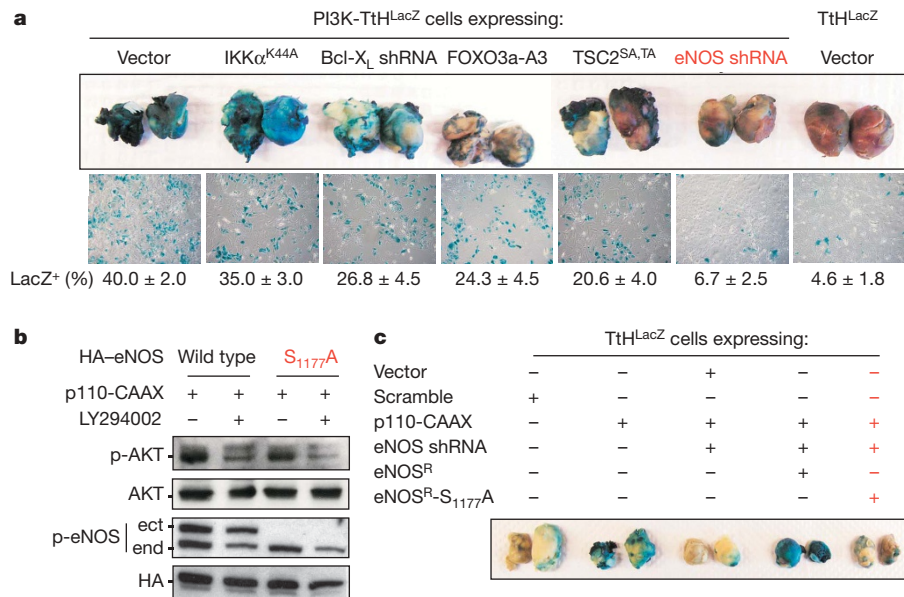 a
PI3K-TtH^LacZ cells expressing:
TtH^LacZ
Vector IKKα^K44A Bcl-X_L shRNA FOXO3a-A3 TSC2^SA,TA eNOS shRNA Vector
LacZ⁺ (%) 40.0 ± 2.0 35.0 ± 3.0 26.8 ± 4.5 24.3 ± 4.5 20.6 ± 4.0 6.7 ± 2.5 4.6 ± 1.8
b
HA–eNOS Wild type S_1177A
p110-CAAX + + + +
LY294002 – + – +
p-AKT
AKT
p-eNOS ect
end
HA
c
TtH^LacZ cells expressing:
Vector – – + – –
Scramble + – – – –
p110-CAAX – + + + +
eNOS shRNA – – + + +
eNOS^R – – – + –
eNOS^R-S_1177A – – – – +